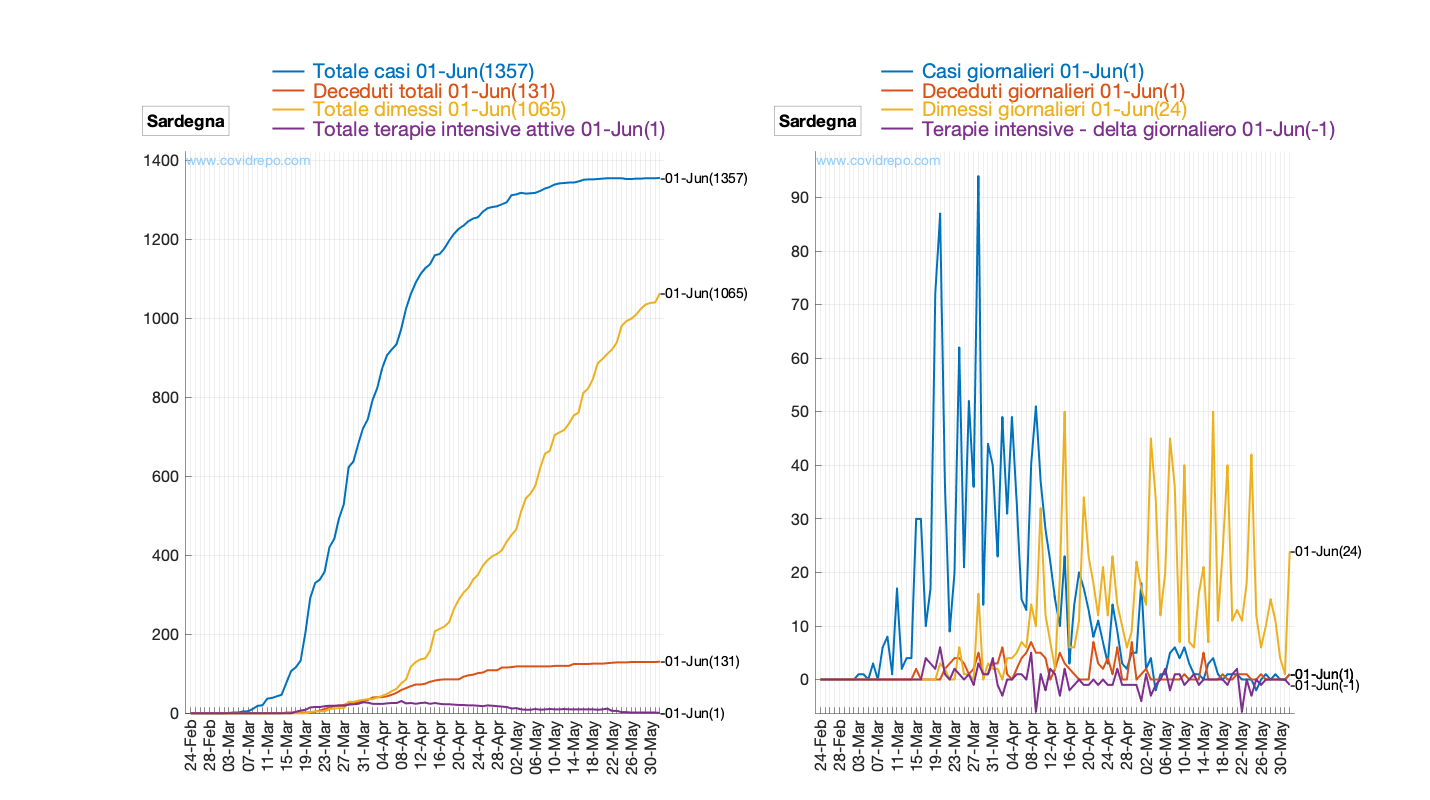 Totale casi 01-Jun(1357)
Deceduti totali 01-Jun(131)
Totale dimessi 01-Jun(1065)
Totale terapie intensive attive 01-Jun(1)
Sardegna
www.covidrepo.com
1400
1200
1000
800
600
400
200
0
01-Jun(1357)
01-Jun(1065)
01-Jun(131)
01-Jun(1)
24-Feb
28-Feb
03-Mar
07-Mar
11-Mar
15-Mar
19-Mar
23-Mar
27-Mar
31-Mar
04-Apr
08-Apr
12-Apr
16-Apr
20-Apr
24-Apr
28-Apr
02-May
06-May
10-May
14-May
18-May
22-May
26-May
30-May
Casi giornalieri 01-Jun(1)
Deceduti giornalieri 01-Jun(1)
Dimessi giornalieri 01-Jun(24)
Terapie intensive - delta giornaliero 01-Jun(-1)
Sardegna
www.covidrepo.com
90
80
70
60
50
40
30
20
10
0
01-Jun(24)
01-Jun(1)
01-Jun(-1)
24-Feb
28-Feb
03-Mar
07-Mar
11-Mar
15-Mar
19-Mar
23-Mar
27-Mar
31-Mar
04-Apr
08-Apr
12-Apr
16-Apr
20-Apr
24-Apr
28-Apr
02-May
06-May
10-May
14-May
18-May
22-May
26-May
30-May